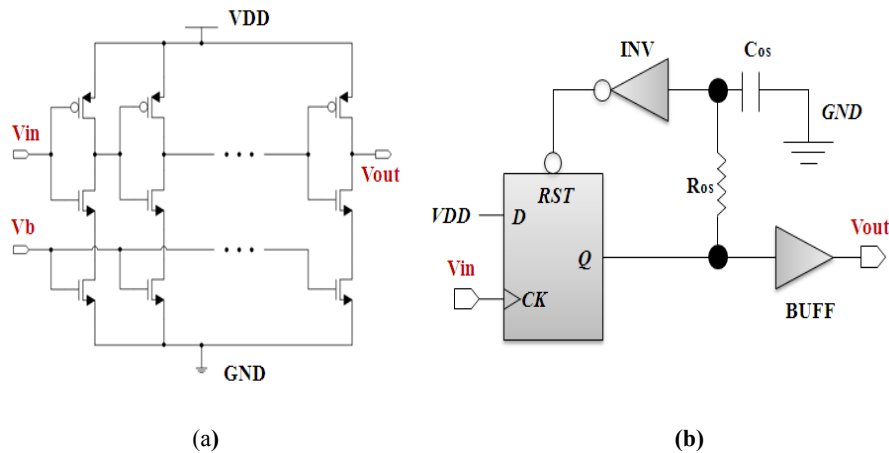 VDD
Vin
Vout
Vb
GND
(a)
INV
Cos
GND
Ros
RST
VDD
D
Q
Vin
CK
Vout
BUFF
(b)